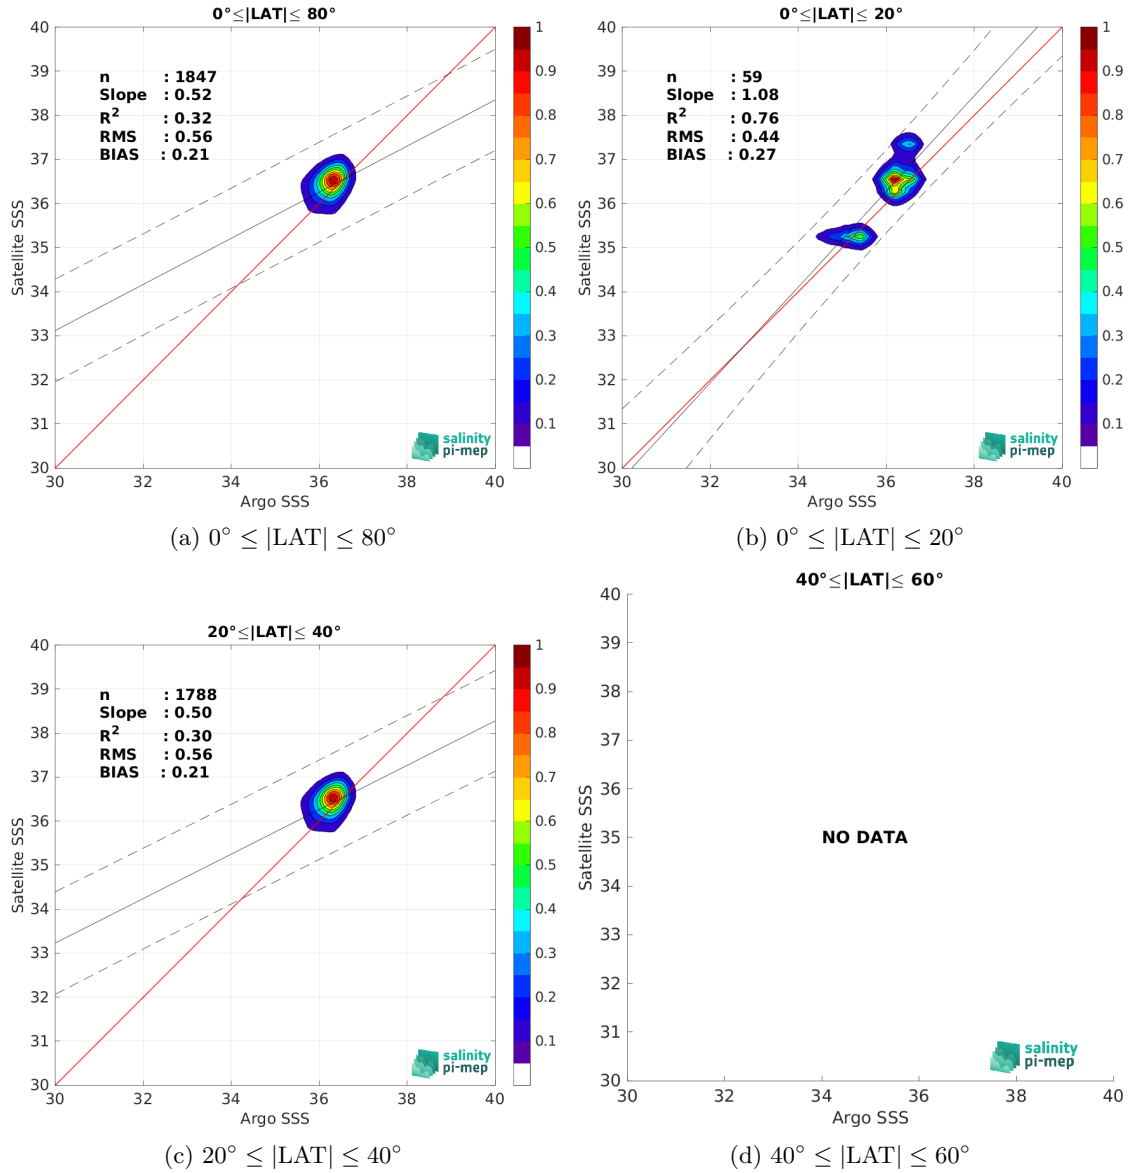 0°≤|LAT|≤ 80°
40
39
38
37
36
35
34
33
32
31
30
30
32
34
36
38
40
Satellite SSS
Argo SSS
n : 1847
Slope : 0.52
R² : 0.32
RMS : 0.56
BIAS : 0.21
salinity
pi-mep
1
0.9
0.8
0.7
0.6
0.5
0.4
0.3
0.2
0.1
(a) 0° ≤ |LAT| ≤ 80°
0°≤|LAT|≤ 20°
40
39
38
37
36
35
34
33
32
31
30
30
32
34
36
38
40
Satellite SSS
Argo SSS
n : 59
Slope : 1.08
R² : 0.76
RMS : 0.44
BIAS : 0.27
salinity
pi-mep
1
0.9
0.8
0.7
0.6
0.5
0.4
0.3
0.2
0.1
(b) 0° ≤ |LAT| ≤ 20°
20°≤|LAT|≤ 40°
40
39
38
37
36
35
34
33
32
31
30
30
32
34
36
38
40
Satellite SSS
Argo SSS
n : 1788
Slope : 0.50
R² : 0.30
RMS : 0.56
BIAS : 0.21
salinity
pi-mep
1
0.9
0.8
0.7
0.6
0.5
0.4
0.3
0.2
0.1
(c) 20° ≤ |LAT| ≤ 40°
40°≤|LAT|≤ 60°
40
39
38
37
36
35
34
33
32
31
30
30
32
34
36
38
40
Satellite SSS
Argo SSS
NO DATA
salinity
pi-mep
(d) 40° ≤ |LAT| ≤ 60°